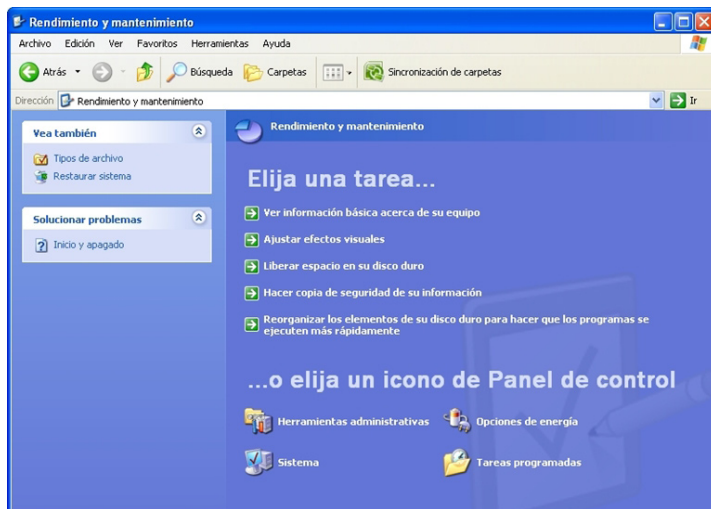 Rendimiento y mantenimiento
Archivo Edición Ver Favoritos Herramientas Ayuda
Atrás Búsqueda Carpetas Sincronización de carpetas
Dirección Rendimiento y mantenimiento Ir
Vea también
Tipos de archivo
Restaurar sistema
Solucionar problemas
Inicio y apagado
Rendimiento y mantenimiento
Elija una tarea...
Ver información básica acerca de su equipo
Ajustar efectos visuales
Liberar espacio en su disco duro
Hacer copia de seguridad de su información
Reorganizar los elementos de su disco duro para hacer que los programas se
ejecuten más rápidamente
...o elija un icono de Panel de control
Herramientas administrativas Opciones de energía
Sistema Tareas programadas